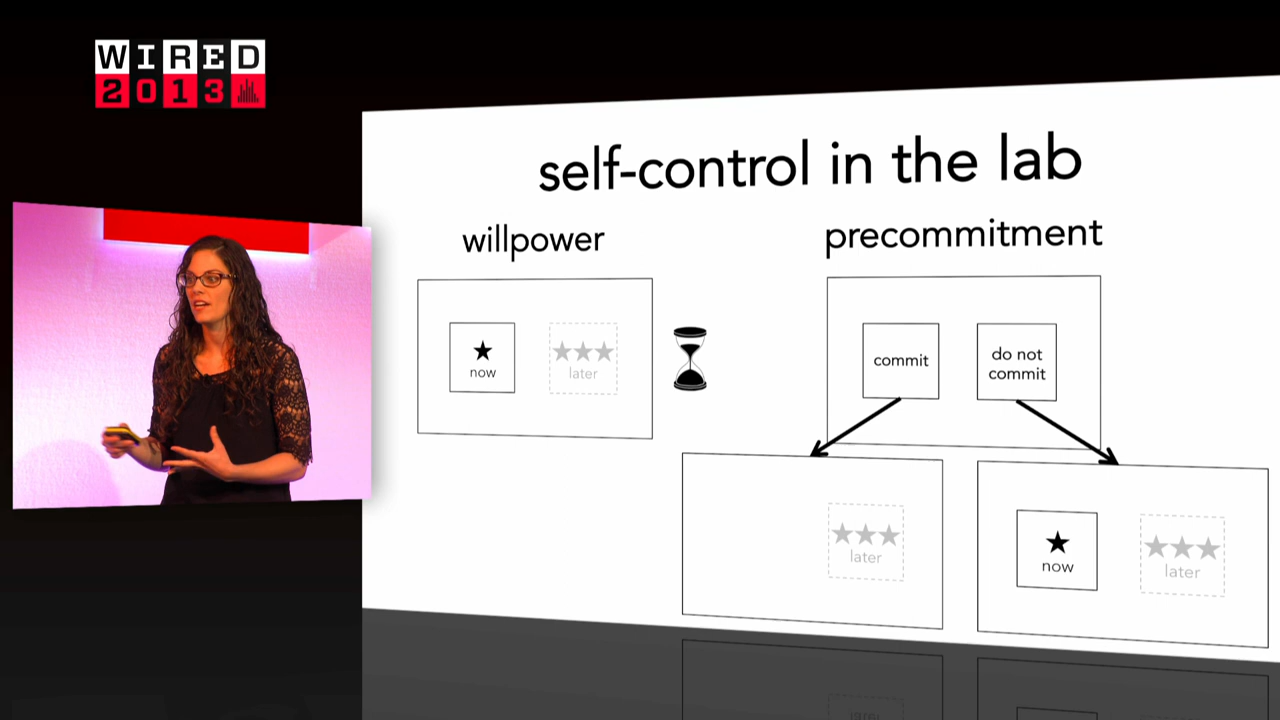 WIRED
2013
self-control in the lab
willpower
precommitment
now
later
commit
do not
commit
later
now
later